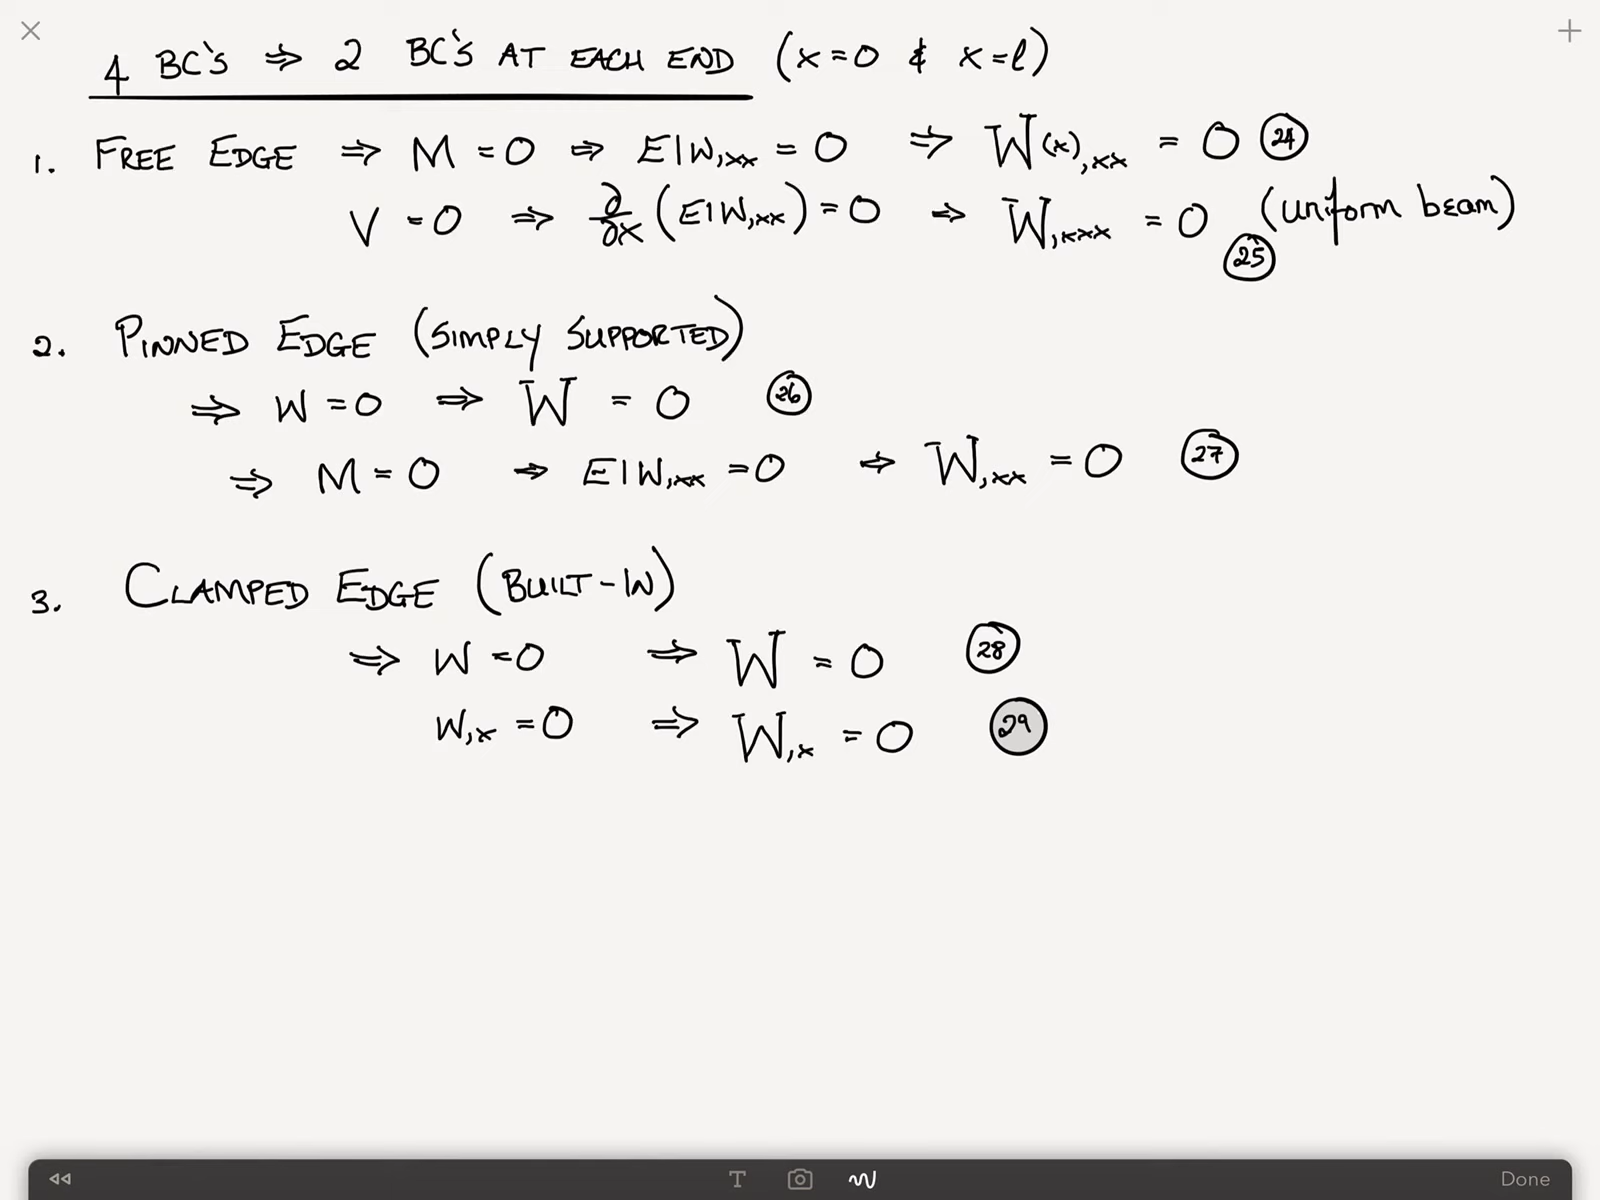 4 BC's ⇒ 2 BC's AT EACH END (x=0 & x=l)
1. FREE EDGE ⇒ M = 0 ⇒ EIw,xx = 0 ⇒ W(x),xx = 0 24
V = 0 ⇒ ∂/∂x (EIw,xx) = 0 ⇒ W,xxx = 0 (uniform beam)
25
2. PINNED EDGE (SIMPLY SUPPORTED)
⇒ w = 0 ⇒ W = 0 26
⇒ M = 0 ⇒ EIw,xx = 0 ⇒ W,xx = 0 27
3. CLAMPED EDGE (BUILT-IN)
⇒ w = 0 ⇒ W = 0 28
w,x = 0 ⇒ W,x = 0 29
T Done